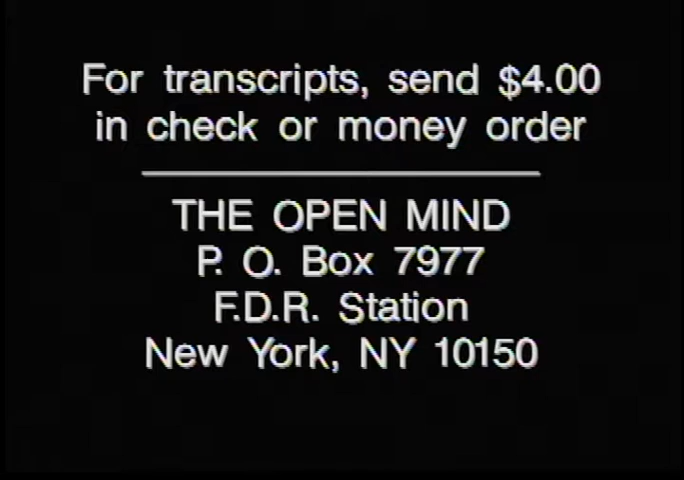 For transcripts, send $4.00
in check or money order
THE OPEN MIND
P. O. Box 7977
F.D.R. Station
New York, NY 10150